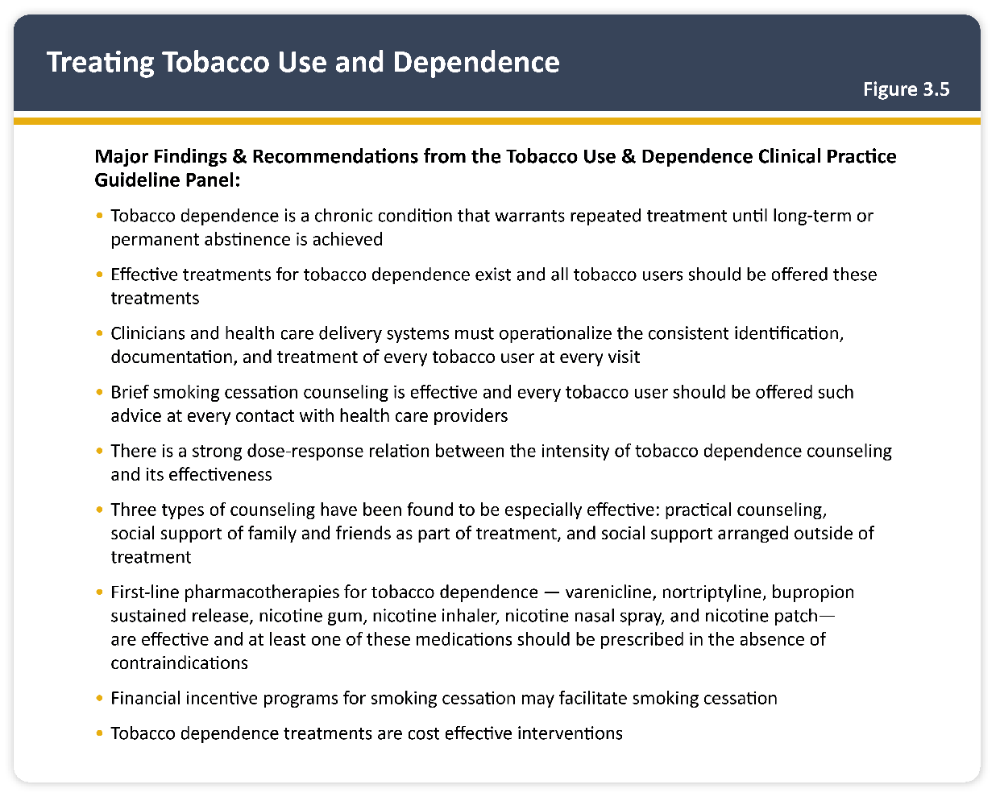 Treating Tobacco Use and Dependence
Figure 3.5
Major Findings & Recommendations from the Tobacco Use & Dependence Clinical Practice
Guideline Panel:
• Tobacco dependence is a chronic condition that warrants repeated treatment until long-term or
permanent abstinence is achieved
• Effective treatments for tobacco dependence exist and all tobacco users should be offered these
treatments
• Clinicians and health care delivery systems must operationalize the consistent identification,
documentation, and treatment of every tobacco user at every visit
• Brief smoking cessation counseling is effective and every tobacco user should be offered such
advice at every contact with health care providers
• There is a strong dose-response relation between the intensity of tobacco dependence counseling
and its effectiveness
• Three types of counseling have been found to be especially effective: practical counseling,
social support of family and friends as part of treatment, and social support arranged outside of
treatment
• First-line pharmacotherapies for tobacco dependence — varenicline, nortriptyline, bupropion
sustained release, nicotine gum, nicotine inhaler, nicotine nasal spray, and nicotine patch—
are effective and at least one of these medications should be prescribed in the absence of
contraindications
• Financial incentive programs for smoking cessation may facilitate smoking cessation
• Tobacco dependence treatments are cost effective interventions